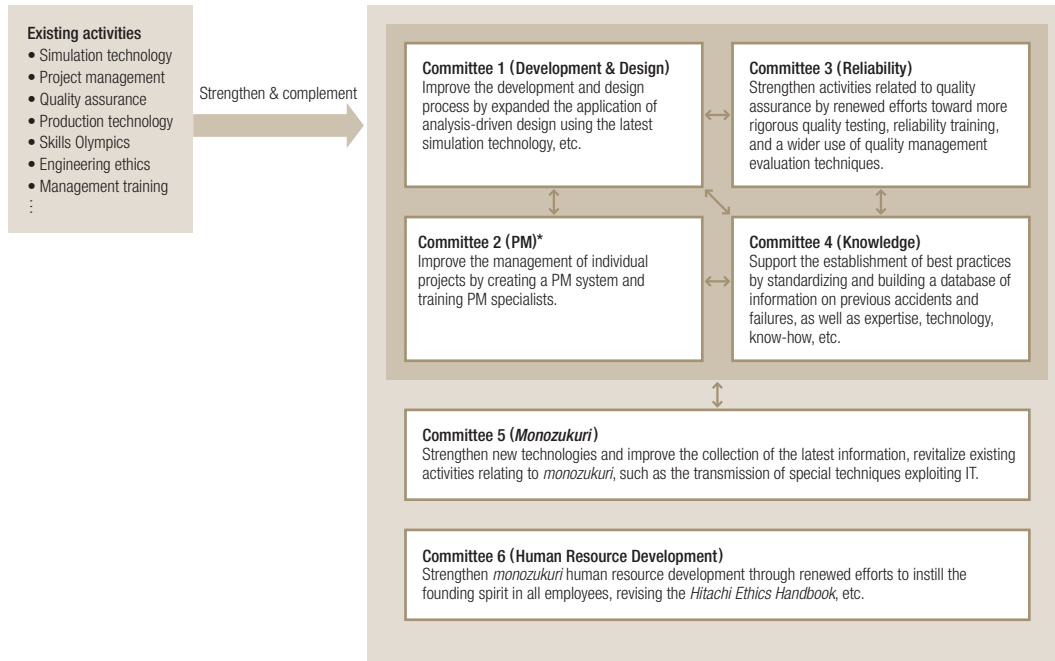 Existing activities
• Simulation technology
• Project management
• Quality assurance
• Production technology
• Skills Olympics
• Engineering ethics
• Management training
⋮
Strengthen & complement
Committee 1 (Development & Design)
Improve the development and design
process by expanded the application of
analysis-driven design using the latest
simulation technology, etc.
Committee 3 (Reliability)
Strengthen activities related to quality
assurance by renewed efforts toward more
rigorous quality testing, reliability training,
and a wider use of quality management
evaluation techniques.
Committee 2 (PM)*
Improve the management of individual
projects by creating a PM system and
training PM specialists.
Committee 4 (Knowledge)
Support the establishment of best practices
by standardizing and building a database of
information on previous accidents and
failures, as well as expertise, technology,
know-how, etc.
Committee 5 (Monozukuri)
Strengthen new technologies and improve the collection of the latest information, revitalize existing
activities relating to monozukuri, such as the transmission of special techniques exploiting IT.
Committee 6 (Human Resource Development)
Strengthen monozukuri human resource development through renewed efforts to instill the
founding spirit in all employees, revising the Hitachi Ethics Handbook, etc.